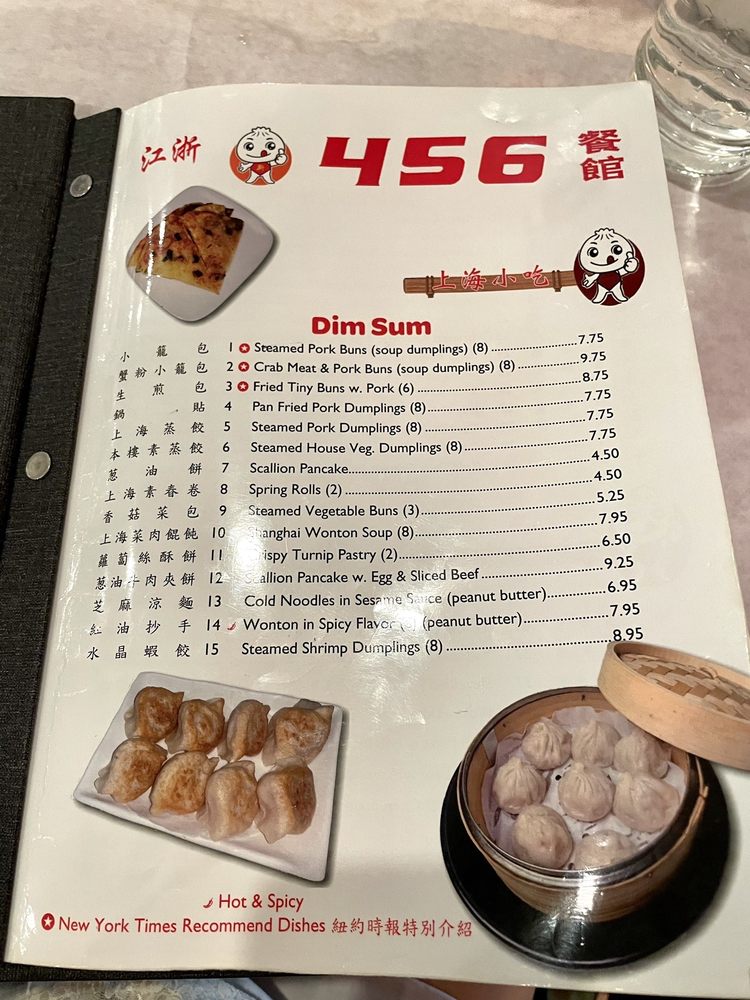 江浙 456 餐館
上海小吃
Dim Sum
小籠包 1 Steamed Pork Buns (soup dumplings) (8) 7.75
蟹粉小籠包 2 Crab Meat & Pork Buns (soup dumplings) (8) 9.75
生煎包 3 Fried Tiny Buns w. Pork (6) 8.75
鍋貼 4 Pan Fried Pork Dumplings (8) 7.75
上海蒸餃 5 Steamed Pork Dumplings (8) 7.75
本樓素蒸餃 6 Steamed House Veg. Dumplings (8) 7.75
蔥油餅 7 Scallion Pancake 4.50
上海素春卷 8 Spring Rolls (2) 4.50
香菇菜包 9 Steamed Vegetable Buns (3) 5.25
上海菜肉餛飩 10 Shanghai Wonton Soup (8) 7.95
蘿蔔絲酥餅 11 Crispy Turnip Pastry (2) 6.50
蔥油牛肉夾餅 12 Scallion Pancake w. Egg & Sliced Beef 9.25
芝麻涼麵 13 Cold Noodles in Sesame Sauce (peanut butter) 6.95
紅油抄手 14 Wonton in Spicy Flavor (peanut butter) 7.95
水晶蝦餃 15 Steamed Shrimp Dumplings (8) 8.95
Hot & Spicy
New York Times Recommend Dishes 紐約時報特別介紹